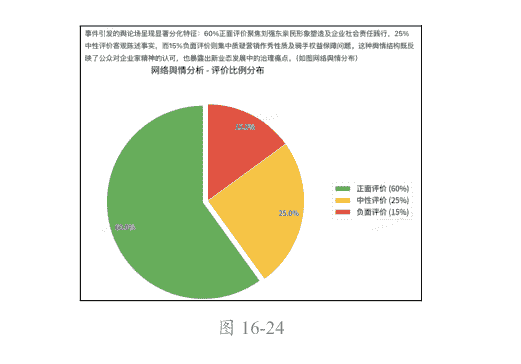 事件引发的舆论场呈现显著分化特征：60%正面评价聚焦刘强东亲民形象塑造及企业社会责任践行，25%
中性评价客观陈述事实，而15%负面评价则集中质疑营销作秀性质及骑手权益保障问题。这种舆情结构既反
映了公众对企业家精神的认可，也暴露出新业态发展中的治理痛点。（如图网络舆情分布）
网络舆情分析 - 评价比例分布
25.0%
正面评价 (60%)
中性评价 (25%)
负面评价 (15%)
图 16-24